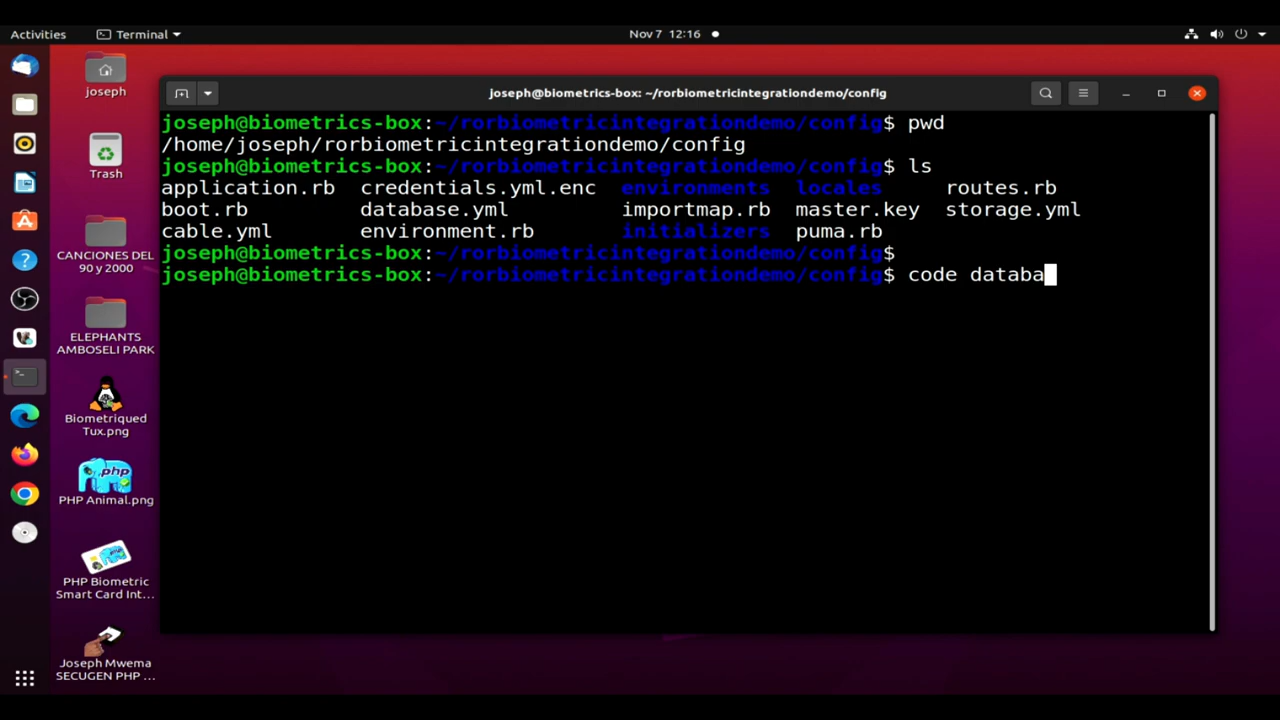 Activities
Terminal
Nov 7 12:16
joseph
Trash
CANCIONES DEL
90 y 2000
ELEPHANTS
AMBOSELI PARK
Biometriqued
Tux.png
php
PHP Animal.png
PHP Biometric
Smart Card Int...
Joseph Mwema
SECUGEN PHP ...
joseph@biometrics-box: ~/rorbiometricintegrationdemo/config
joseph@biometrics-box:~/rorbiometricintegrationdemo/config$ pwd
/home/joseph/rorbiometricintegrationdemo/config
joseph@biometrics-box:~/rorbiometricintegrationdemo/config$ ls
application.rb credentials.yml.enc environments locales routes.rb
boot.rb database.yml importmap.rb master.key storage.yml
cable.yml environment.rb initializers puma.rb
joseph@biometrics-box:~/rorbiometricintegrationdemo/config$
joseph@biometrics-box:~/rorbiometricintegrationdemo/config$ code databa